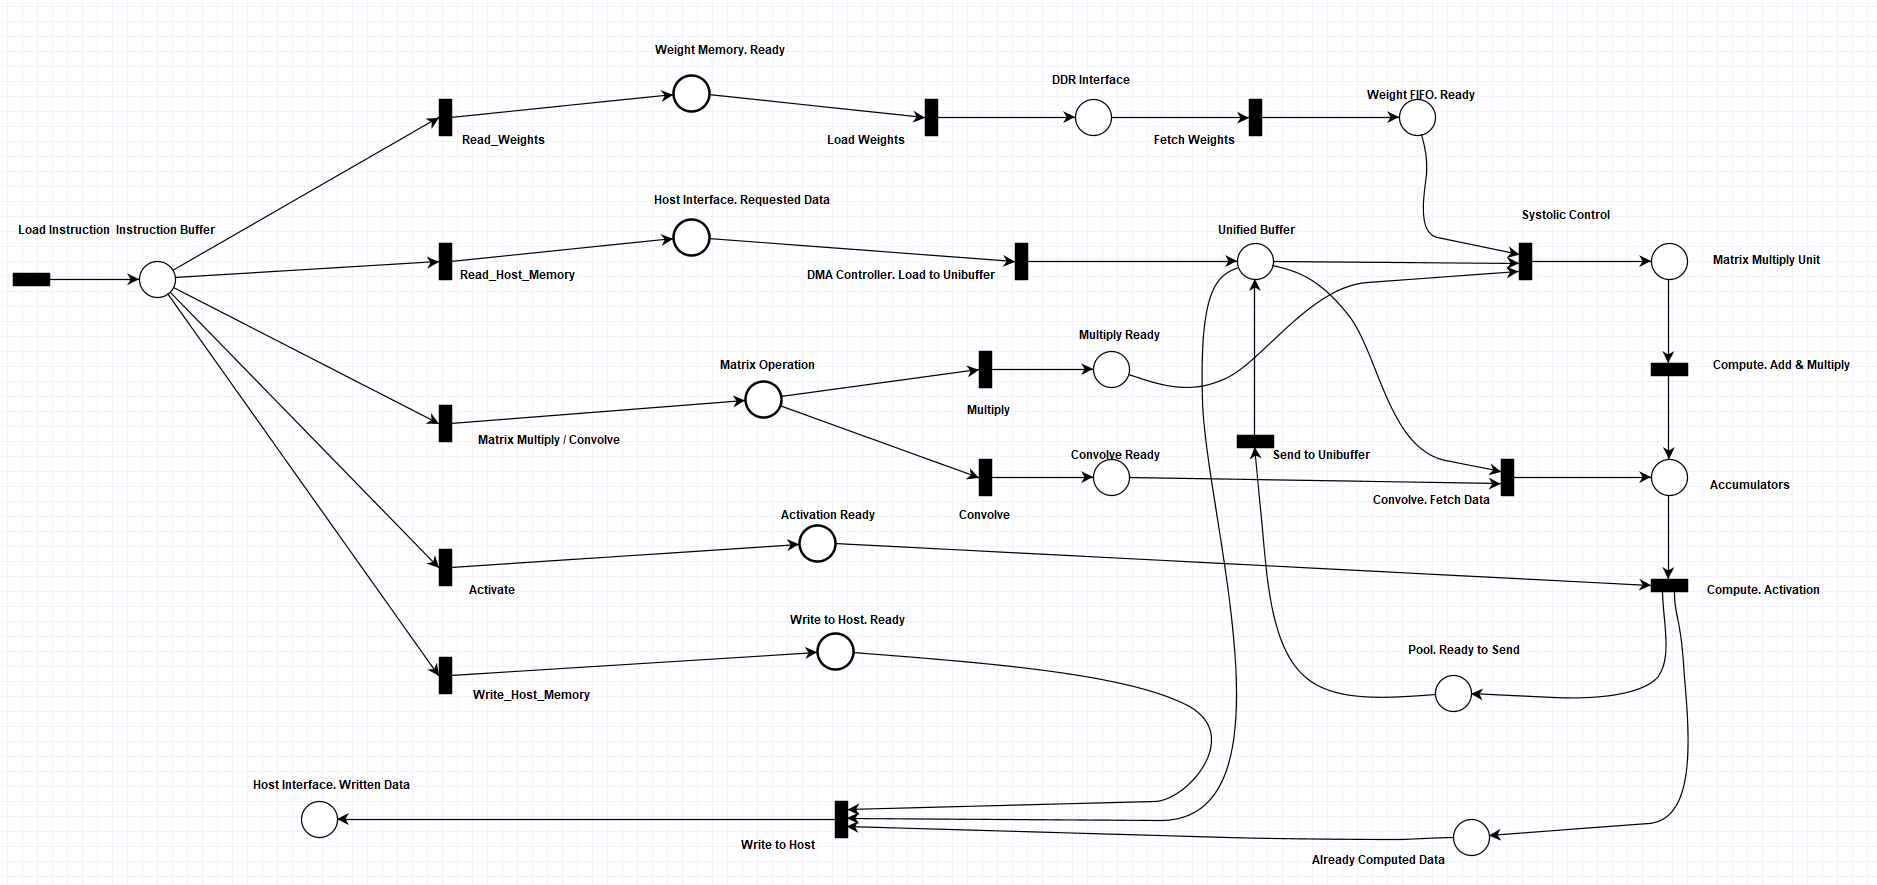 Weight Memory. Ready
DDR Interface
Weight FIFO. Ready
Read_Weights
Load Weights
Fetch Weights
Host Interface. Requested Data
Systolic Control
Load Instruction Instruction Buffer
Unified Buffer
Matrix Multiply Unit
Read_Host_Memory
DMA Controller. Load to Unibuffer
Multiply Ready
Matrix Operation
Compute. Add & Multiply
Multiply
Matrix Multiply / Convolve
Convolve Ready
Send to Unibuffer
Accumulators
Convolve. Fetch Data
Activation Ready
Convolve
Activate
Compute. Activation
Write to Host. Ready
Pool. Ready to Send
Write_Host_Memory
Host Interface. Written Data
Write to Host
Already Computed Data